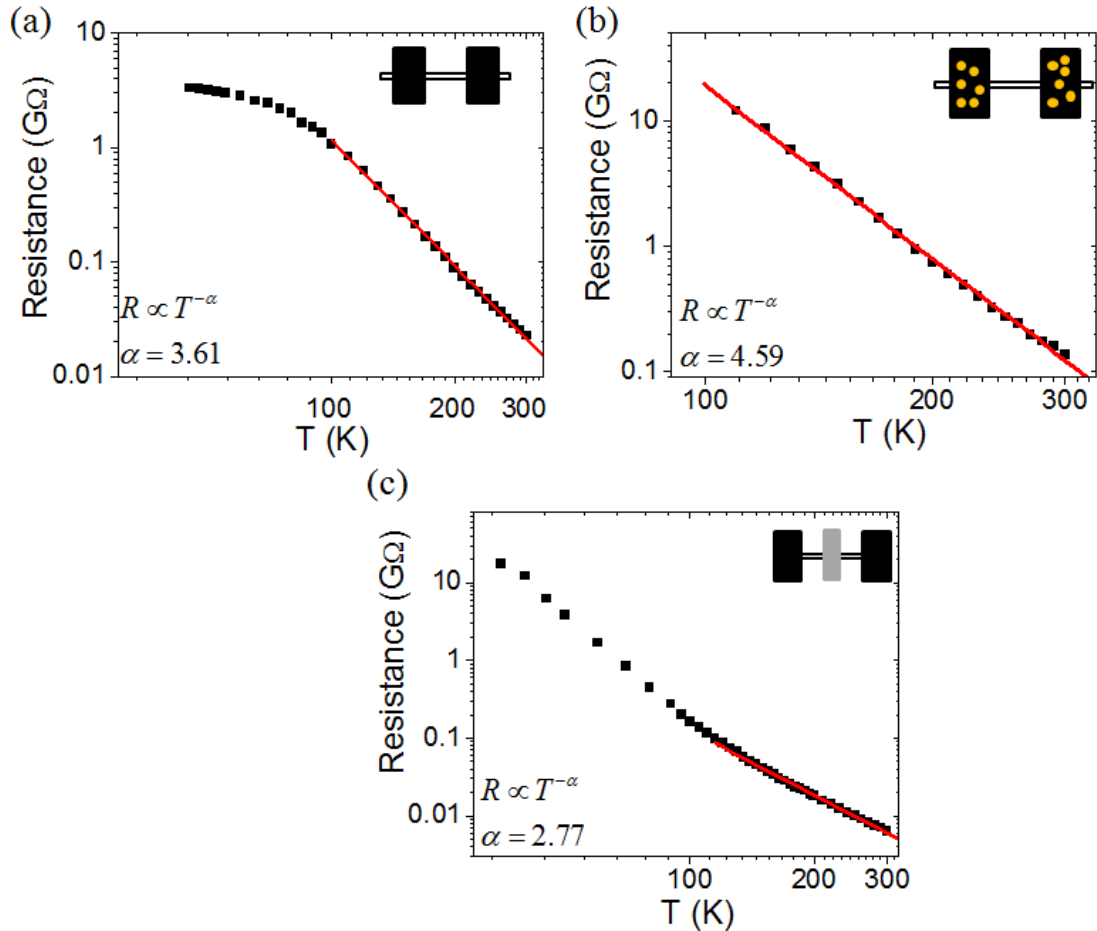 (a)
Resistance (GΩ)
10
1
0.1
0.01
R ∝ T^{-α}
α = 3.61
100 200 300
T (K)
(b)
Resistance (GΩ)
10
1
0.1
R ∝ T^{-α}
α = 4.59
100 200 300
T (K)
(c)
Resistance (GΩ)
10
1
0.1
0.01
R ∝ T^{-α}
α = 2.77
100 200 300
T (K)